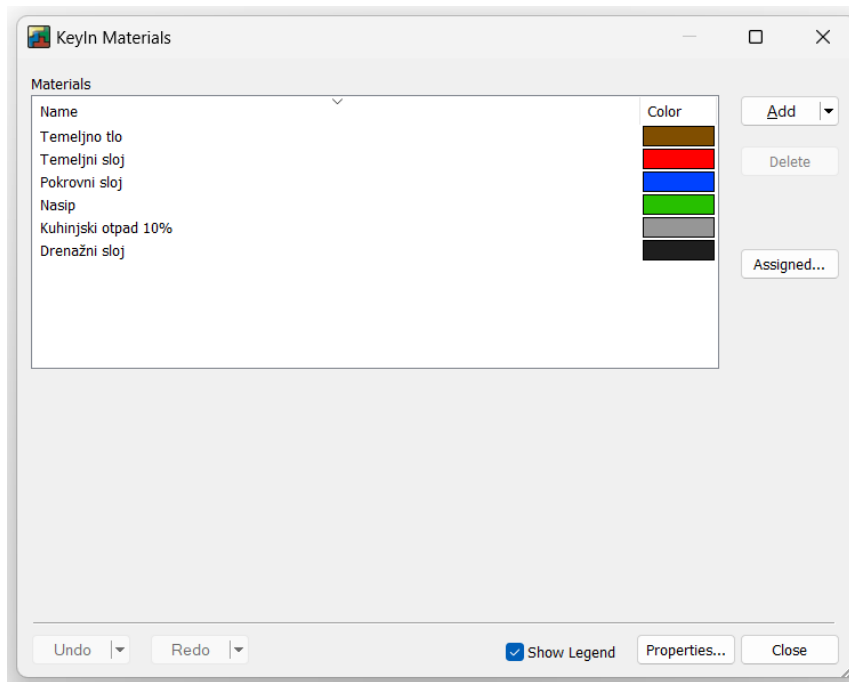 KeyIn Materials
Materials
Name Color
Temeljno tlo
Temeljni sloj
Pokrovni sloj
Nasip
Kuhinjski otpad 10%
Drenažni sloj
Add
Delete
Assigned...
Undo Redo Show Legend Properties... Close